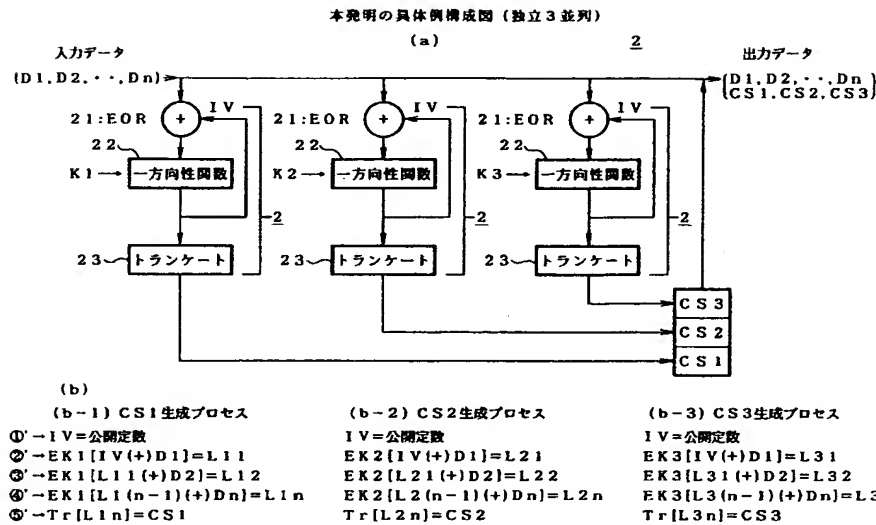 本発明の具体例構成図(独立3並列)
(a)
2
入力データ
(D1,D2,・・,Dn)
出力データ
D1,D2,・・,Dn
CS1,CS2,CS3
IV
IV
IV
21:EOR
+
21:EOR
+
21:EOR
+
22
22
22
K1→
一方向性関数
K2→
一方向性関数
K3→
一方向性関数
2
2
2
23
トランケート
23
トランケート
23
トランケート
CS3
CS2
CS1
(b)
(b-1)CS1生成プロセス
(b-2)CS2生成プロセス
(b-3)CS3生成プロセス
①'→IV=公開定数
IV=公開定数
IV=公開定数
②'→EK1[IV(+)D1]=L11
EK2[IV(+)D1]=L21
EK3[IV(+)D1]=L31
③'→EK1[L11(+)D2]=L12
EK2[L21(+)D2]=L22
EK3[L31(+)D2]=L32
④'→EK1[L1(n-1)(+)Dn]=L1n
EK2[L2(n-1)(+)Dn]=L2n
EK3[L3(n-1)(+)Dn]=L3
⑤'→Tr[L1n]=CS1
Tr[L2n]=CS2
Tr[L3n]=CS3